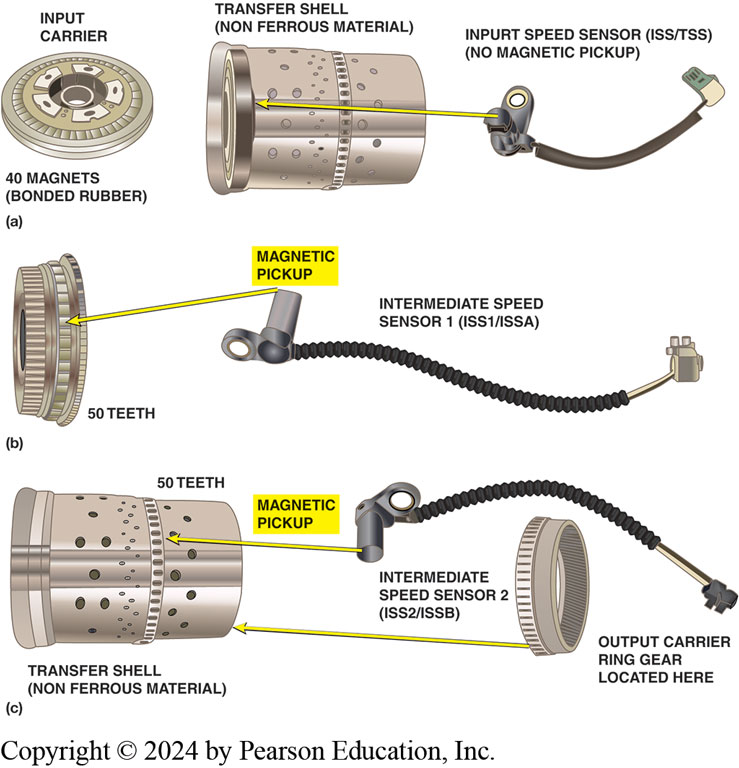 INPUT
CARRIER
TRANSFER SHELL
(NON FERROUS MATERIAL)
INPURT SPEED SENSOR (ISS/TSS)
(NO MAGNETIC PICKUP)
40 MAGNETS
(BONDED RUBBER)
(a)
MAGNETIC
PICKUP
INTERMEDIATE SPEED
SENSOR 1 (ISS1/ISSA)
50 TEETH
(b)
50 TEETH
MAGNETIC
PICKUP
INTERMEDIATE
SPEED SENSOR 2
(ISS2/ISSB)
OUTPUT CARRIER
RING GEAR
LOCATED HERE
TRANSFER SHELL
(NON FERROUS MATERIAL)
(c)
Copyright © 2024 by Pearson Education, Inc.